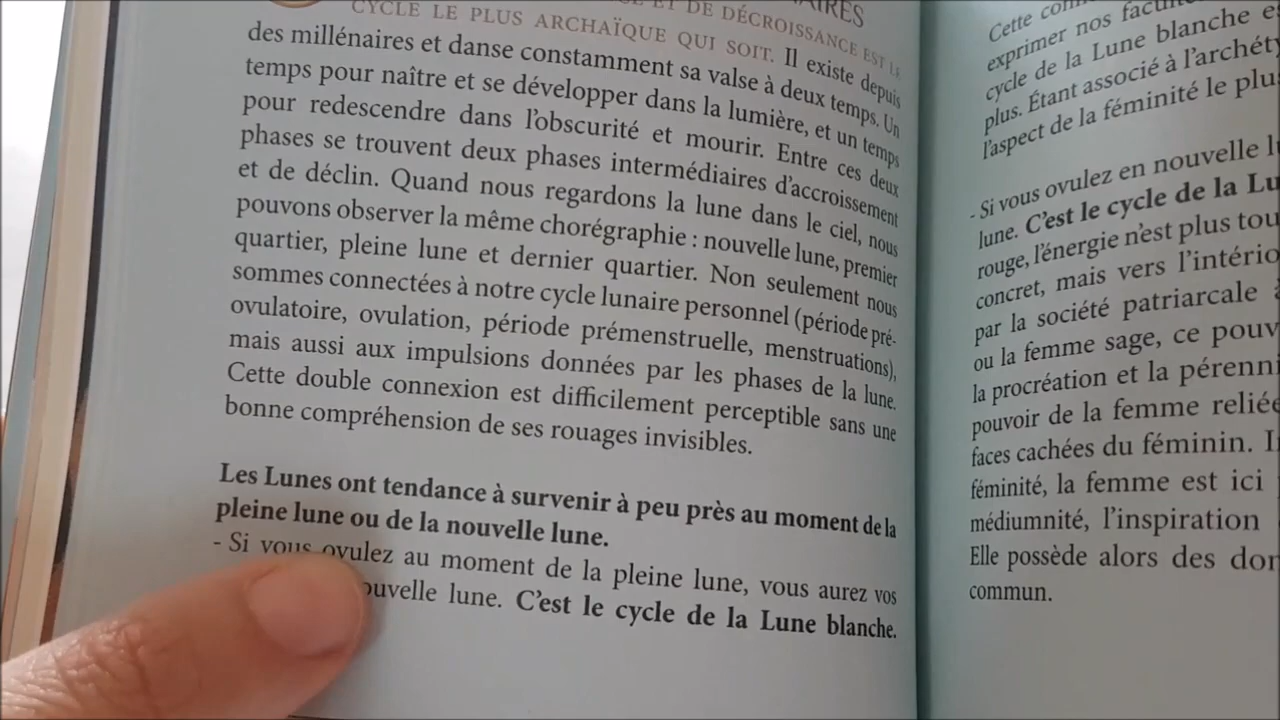 AIRES
ET DE DÉCROISSANCE EST LE
CYCLE LE PLUS ARCHAÏQUE QUI SOIT. Il existe depuis
des millénaires et danse constamment sa valse à deux temps. Un
temps pour naître et se développer dans la lumière, et un temps
pour redescendre dans l'obscurité et mourir. Entre ces deux
phases se trouvent deux phases intermédiaires d'accroissement
et de déclin. Quand nous regardons la lune dans le ciel, nous
pouvons observer la même chorégraphie : nouvelle lune, premier
quartier, pleine lune et dernier quartier. Non seulement nous
sommes connectées à notre cycle lunaire personnel (période pré-
ovulatoire, ovulation, période prémenstruelle, menstruations),
mais aussi aux impulsions données par les phases de la lune.
Cette double connexion est difficilement perceptible sans une
bonne compréhension de ses rouages invisibles.
Les Lunes ont tendance à survenir à peu près au moment de la
pleine lune ou de la nouvelle lune.
- Si vous ovulez au moment de la pleine lune, vous aurez vos
ouvelle lune. C'est le cycle de la Lune blanche.
Cette
exprimer nos
cycle de la Lune blanche
plus. Étant associé à l'archéty
l'aspect de la féminité le plu
- Si vous ovulez en nouvelle l
lune. C'est le cycle de la Lu
rouge, l'énergie n'est plus tou
concret, mais vers l'intério
par la société patriarcale
ou la femme sage, ce pouv
la procréation et la pérenni
pouvoir de la femme reliée
faces cachées du féminin. I
féminité, la femme est ici
médiumnité, l'inspiration
Elle possède alors des don
commun.